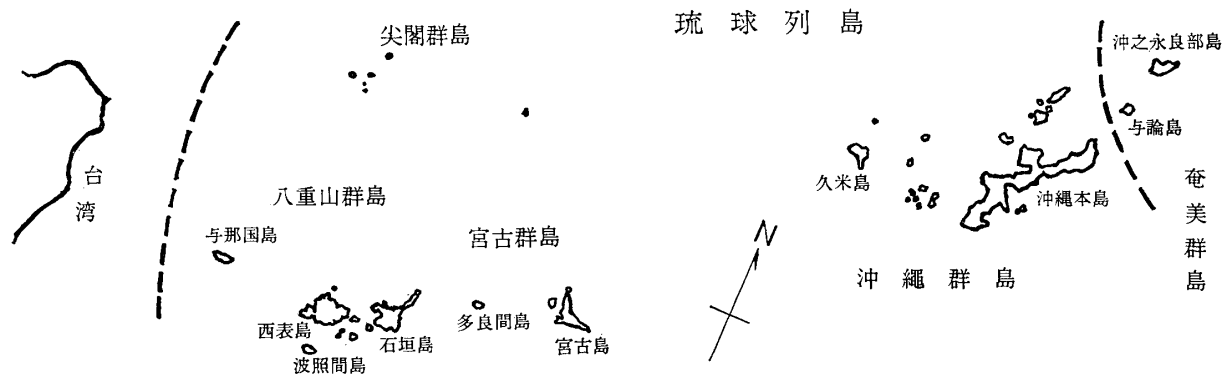 琉球列島
尖閣群島
沖之永良部島
与論島
台湾
八重山群島
久米島
沖縄本島
奄美群島
与那国島
宮古群島
N
沖繩群島
西表島
石垣島
多良間島
宮古島
波照間島